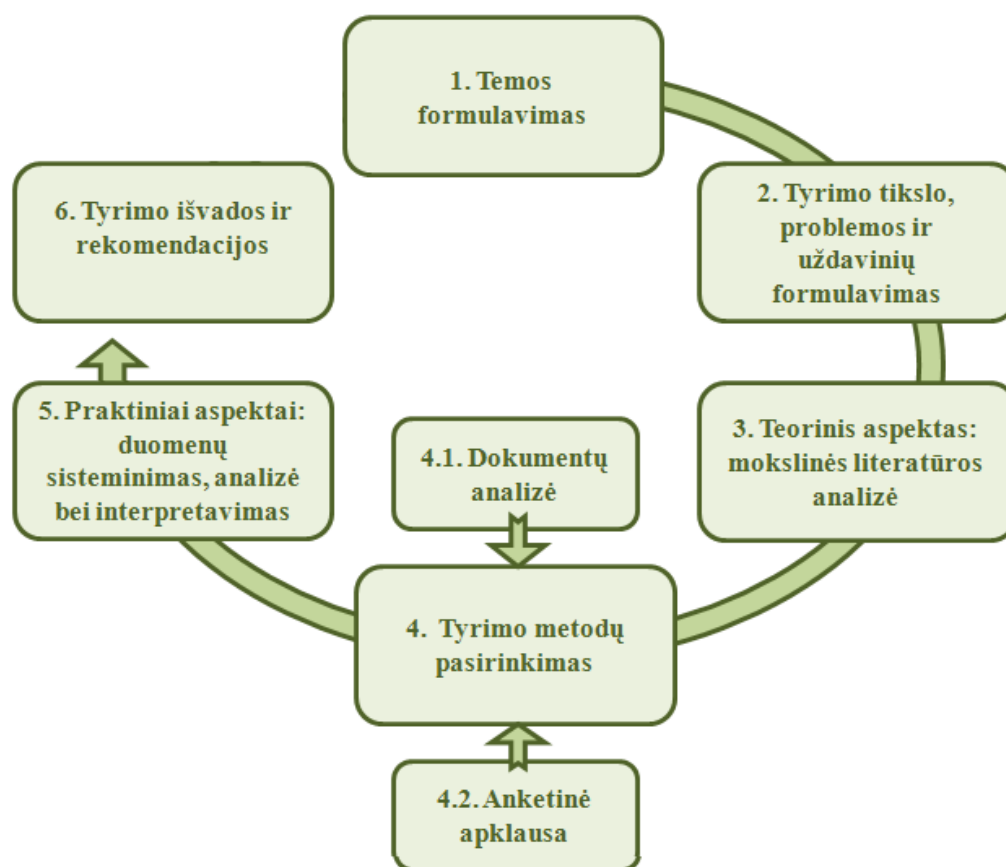 1. Temos
formulavimas
2. Tyrimo tikslo,
problemos ir
uždavinių
formulavimas
3. Teorinis aspektas:
mokslinės literatūros
analizė
4.  Tyrimo metodų
pasirinkimas
4.1. Dokumentų
analizė
4.2. Anketinė
apklausa
5. Praktiniai aspektai:
duomenų
sisteminimas, analizė
bei interpretavimas
6. Tyrimo išvados ir
rekomendacijos